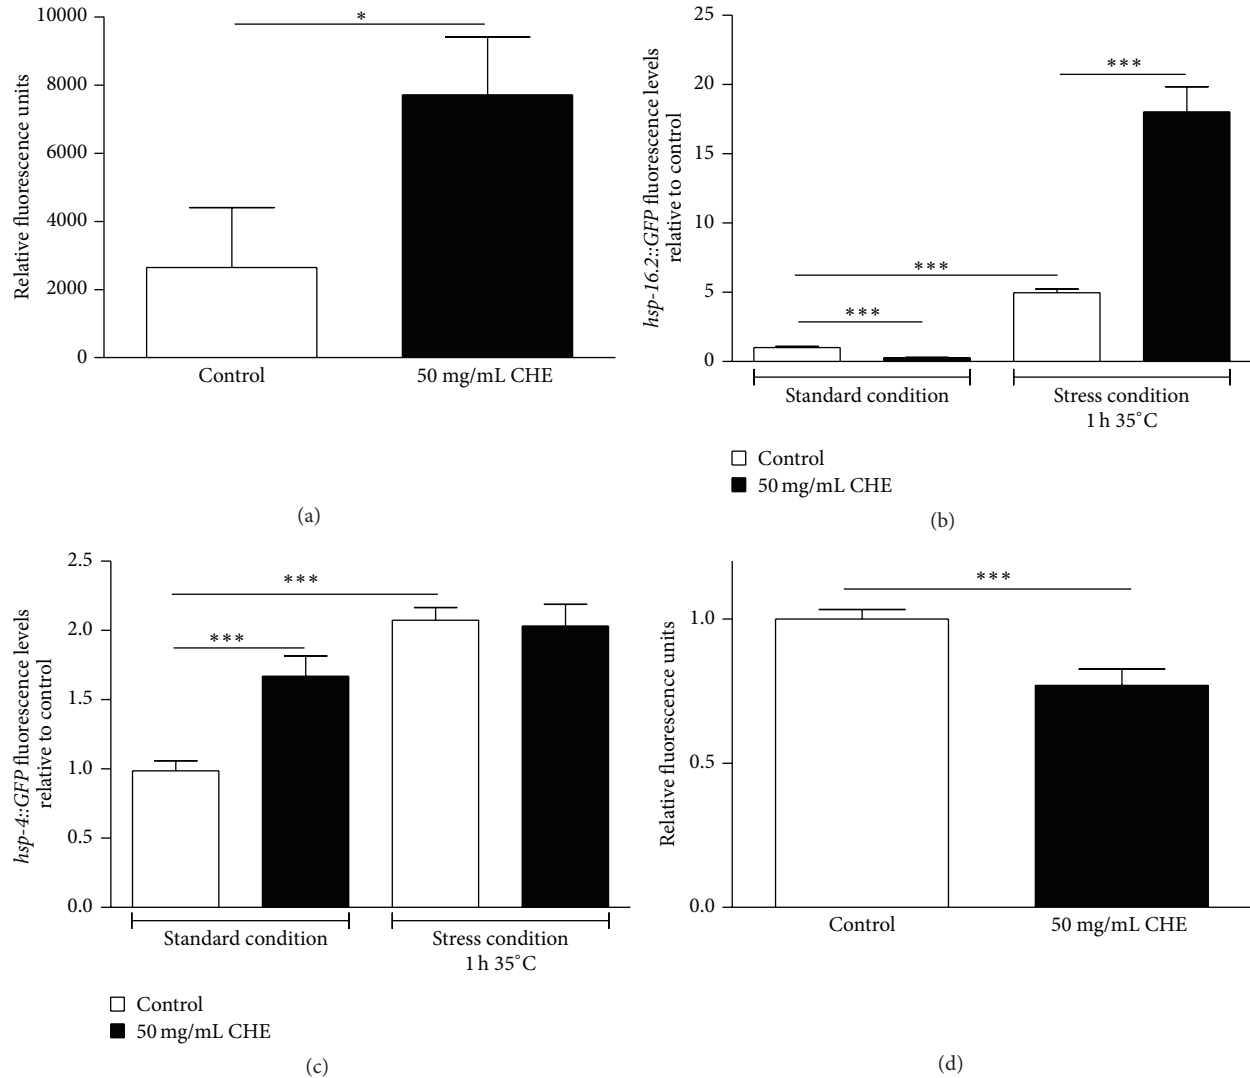 10000
8000
6000
4000
2000
0
Relative fluorescence units
*
Control
50 mg/mL CHE
(a)
25
20
15
10
5
0
hsp-16.2::GFP fluorescence levels
relative to control
***
***
***
Standard condition
Stress condition
1 h 35°C
Control
50 mg/mL CHE
(b)
2.5
2.0
1.5
1.0
0.5
0.0
hsp-4::GFP fluorescence levels
relative to control
***
***
Standard condition
Stress condition
1 h 35°C
Control
50 mg/mL CHE
(c)
1.0
0.5
0.0
Relative fluorescence units
***
Control
50 mg/mL CHE
(d)